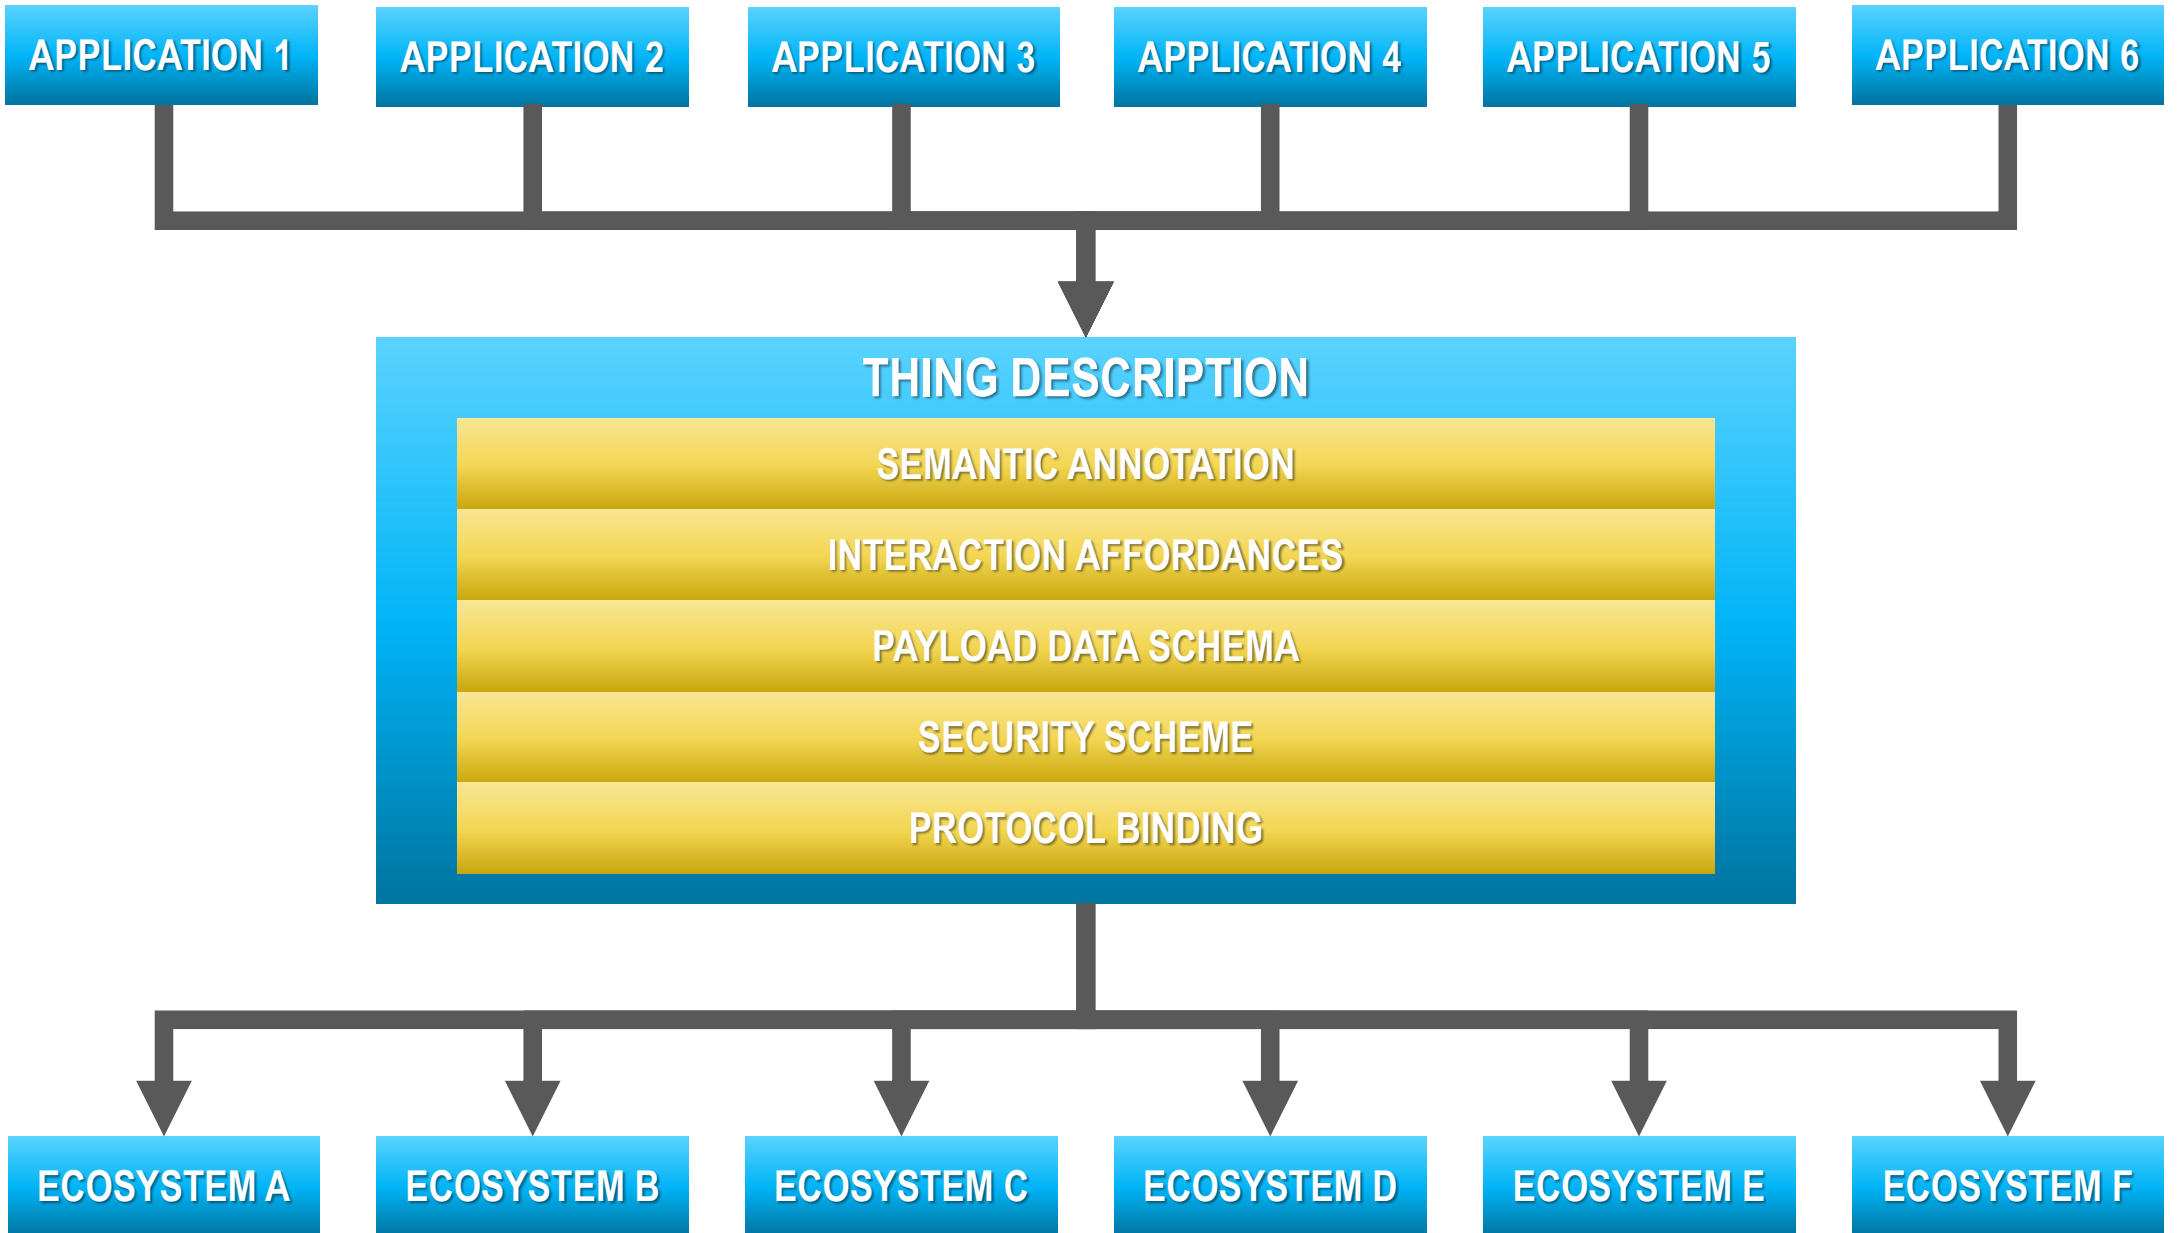 APPLICATION 1
APPLICATION 2
APPLICATION 3
APPLICATION 4
APPLICATION 5
APPLICATION 6
THING DESCRIPTION
SEMANTIC ANNOTATION
INTERACTION AFFORDANCES
PAYLOAD DATA SCHEMA
SECURITY SCHEME
PROTOCOL BINDING
ECOSYSTEM A
ECOSYSTEM B
ECOSYSTEM C
ECOSYSTEM D
ECOSYSTEM E
ECOSYSTEM F